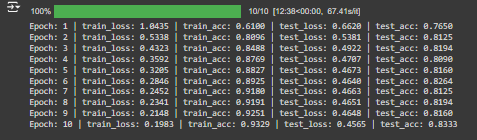 100% 10/10 [12:38<00:00, 67.41s/it]
Epoch: 1 | train_loss: 1.0435 | train_acc: 0.6100 | test_loss: 0.6620 | test_acc: 0.7650
Epoch: 2 | train_loss: 0.5338 | train_acc: 0.8096 | test_loss: 0.5381 | test_acc: 0.8125
Epoch: 3 | train_loss: 0.4323 | train_acc: 0.8488 | test_loss: 0.4922 | test_acc: 0.8194
Epoch: 4 | train_loss: 0.3592 | train_acc: 0.8769 | test_loss: 0.4707 | test_acc: 0.8090
Epoch: 5 | train_loss: 0.3205 | train_acc: 0.8827 | test_loss: 0.4673 | test_acc: 0.8160
Epoch: 6 | train_loss: 0.2846 | train_acc: 0.8925 | test_loss: 0.4640 | test_acc: 0.8264
Epoch: 7 | train_loss: 0.2452 | train_acc: 0.9180 | test_loss: 0.4663 | test_acc: 0.8125
Epoch: 8 | train_loss: 0.2341 | train_acc: 0.9191 | test_loss: 0.4651 | test_acc: 0.8194
Epoch: 9 | train_loss: 0.2148 | train_acc: 0.9251 | test_loss: 0.4648 | test_acc: 0.8160
Epoch: 10 | train_loss: 0.1983 | train_acc: 0.9329 | test_loss: 0.4565 | test_acc: 0.8333